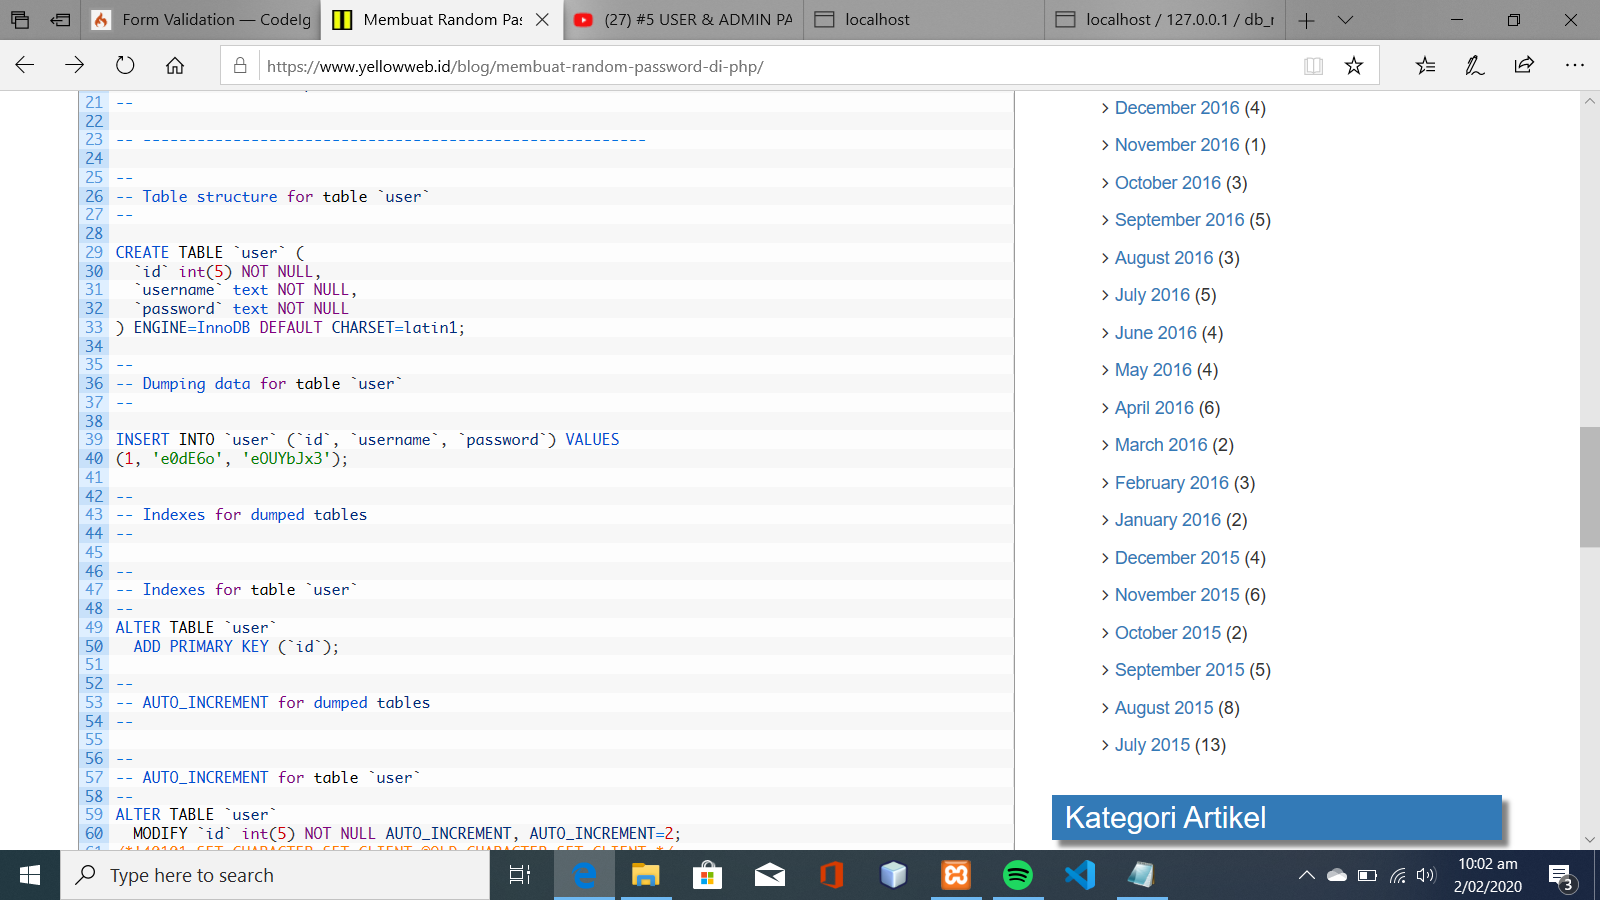 Form Validation — CodeIg
Membuat Random Pas
(27) #5 USER & ADMIN PA
localhost
localhost / 127.0.0.1 / db_r
https://www.yellowweb.id/blog/membuat-random-password-di-php/
21 --
22
23 -- --------------------------------------------------------
24
25 --
26 -- Table structure for table `user`
27 --
28
29 CREATE TABLE `user` (
30   `id` int(5) NOT NULL,
31   `username` text NOT NULL,
32   `password` text NOT NULL
33 ) ENGINE=InnoDB DEFAULT CHARSET=latin1;
34
35 --
36 -- Dumping data for table `user`
37 --
38
39 INSERT INTO `user` (`id`, `username`, `password`) VALUES
40 (1, 'e0dE6o', 'eOUYbJx3');
41
42 --
43 -- Indexes for dumped tables
44 --
45
46 --
47 -- Indexes for table `user`
48 --
49 ALTER TABLE `user`
50   ADD PRIMARY KEY (`id`);
51
52 --
53 -- AUTO_INCREMENT for dumped tables
54 --
55
56 --
57 -- AUTO_INCREMENT for table `user`
58 --
59 ALTER TABLE `user`
60   MODIFY `id` int(5) NOT NULL AUTO_INCREMENT, AUTO_INCREMENT=2;
61 /*!40101 SET CHARACTER_SET_CLIENT=@OLD_CHARACTER_SET_CLIENT */;
December 2016 (4)
November 2016 (1)
October 2016 (3)
September 2016 (5)
August 2016 (3)
July 2016 (5)
June 2016 (4)
May 2016 (4)
April 2016 (6)
March 2016 (2)
February 2016 (3)
January 2016 (2)
December 2015 (4)
November 2015 (6)
October 2015 (2)
September 2015 (5)
August 2015 (8)
July 2015 (13)
Kategori Artikel
Type here to search
10:02 am
2/02/2020
3